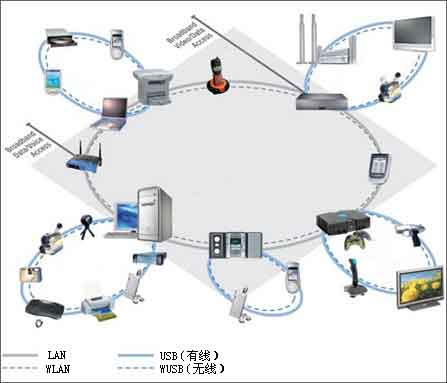 Broadband
Video/Data
Access
Broadband
Data/Voice
Access
LAN
USB(有线)
WLAN
WUSB(无线)